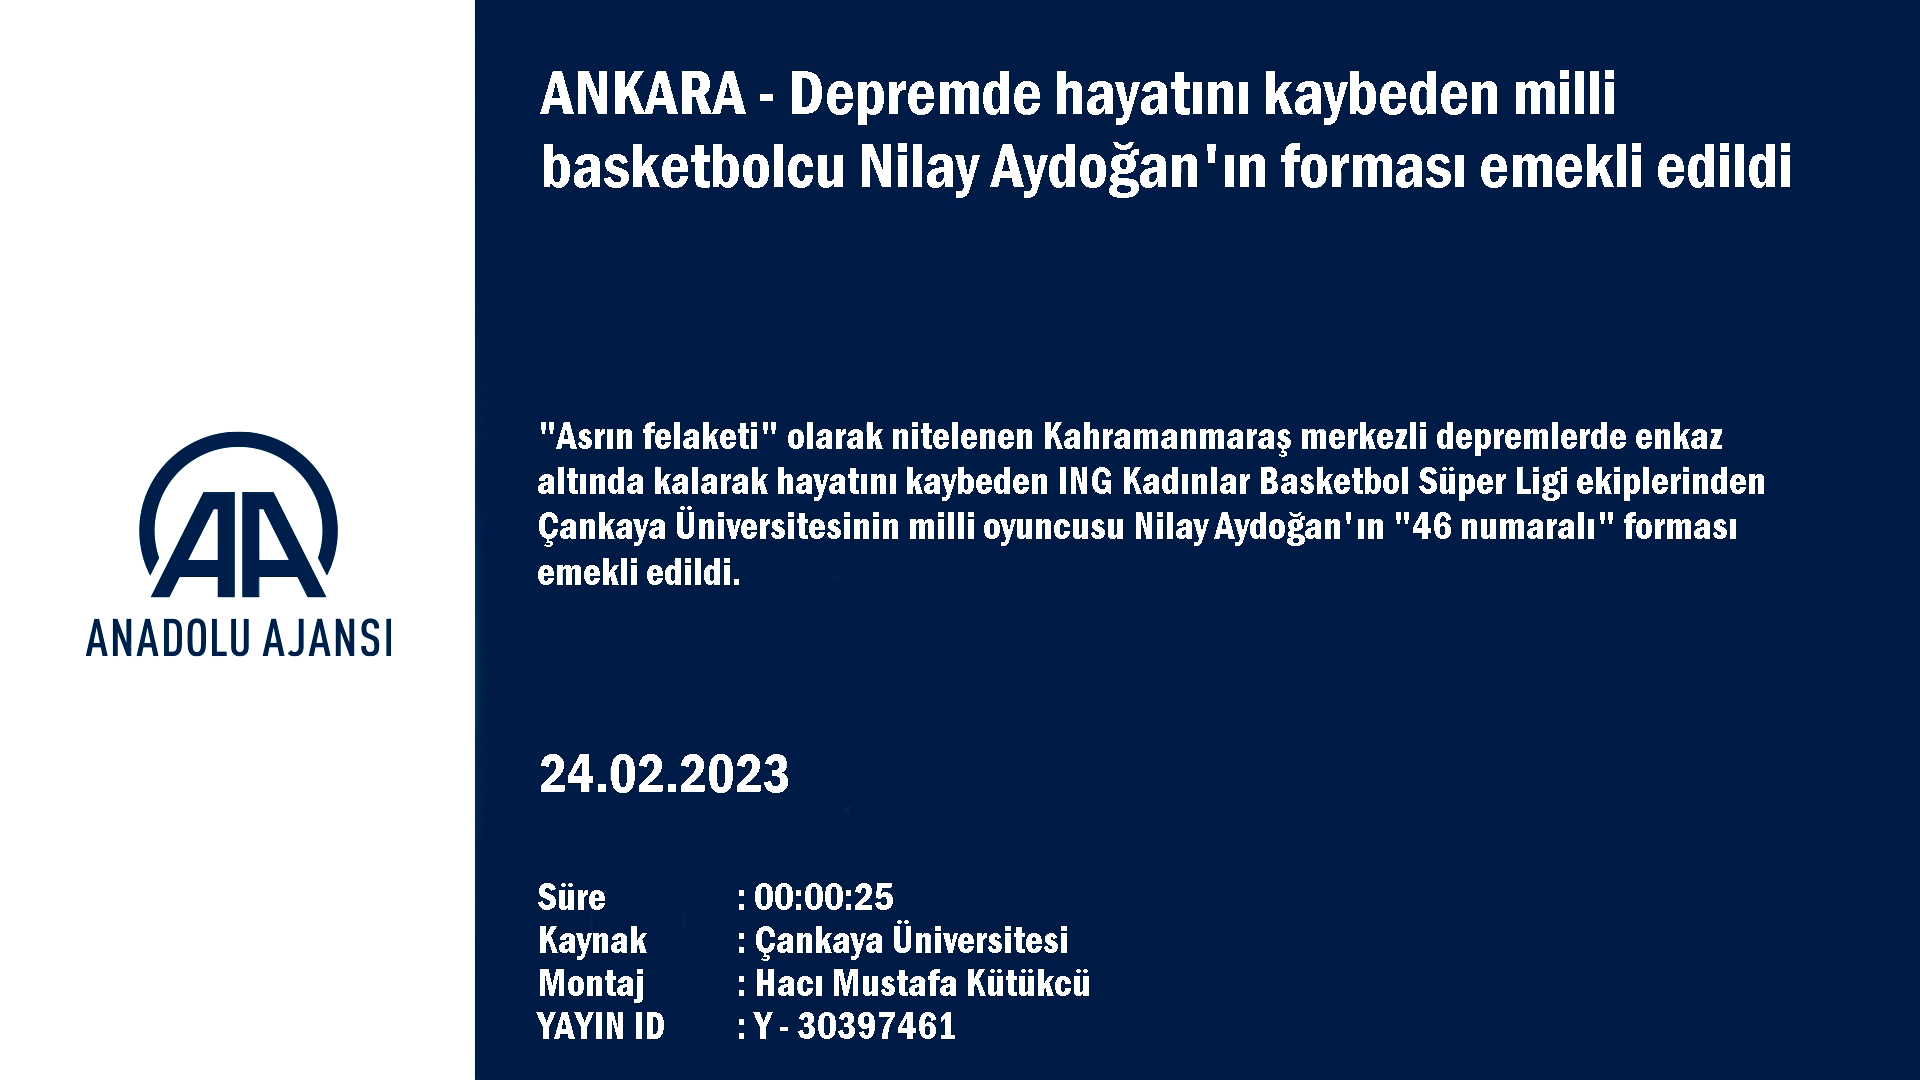 ANKARA - Depremde hayatını kaybeden milli
basketbolcu Nilay Aydoğan'ın forması emekli edildi
"Asrın felaketi" olarak nitelenen Kahramanmaraş merkezli depremlerde enkaz
altında kalarak hayatını kaybeden ING Kadınlar Basketbol Süper Ligi ekiplerinden
Çankaya Üniversitesinin milli oyuncusu Nilay Aydoğan'ın "46 numaralı" forması
emekli edildi.
AA
ANADOLU AJANSI
24.02.2023
Süre : 00:00:25
Kaynak : Çankaya Üniversitesi
Montaj : Hacı Mustafa Kütükcü
YAYIN ID : Y - 30397461